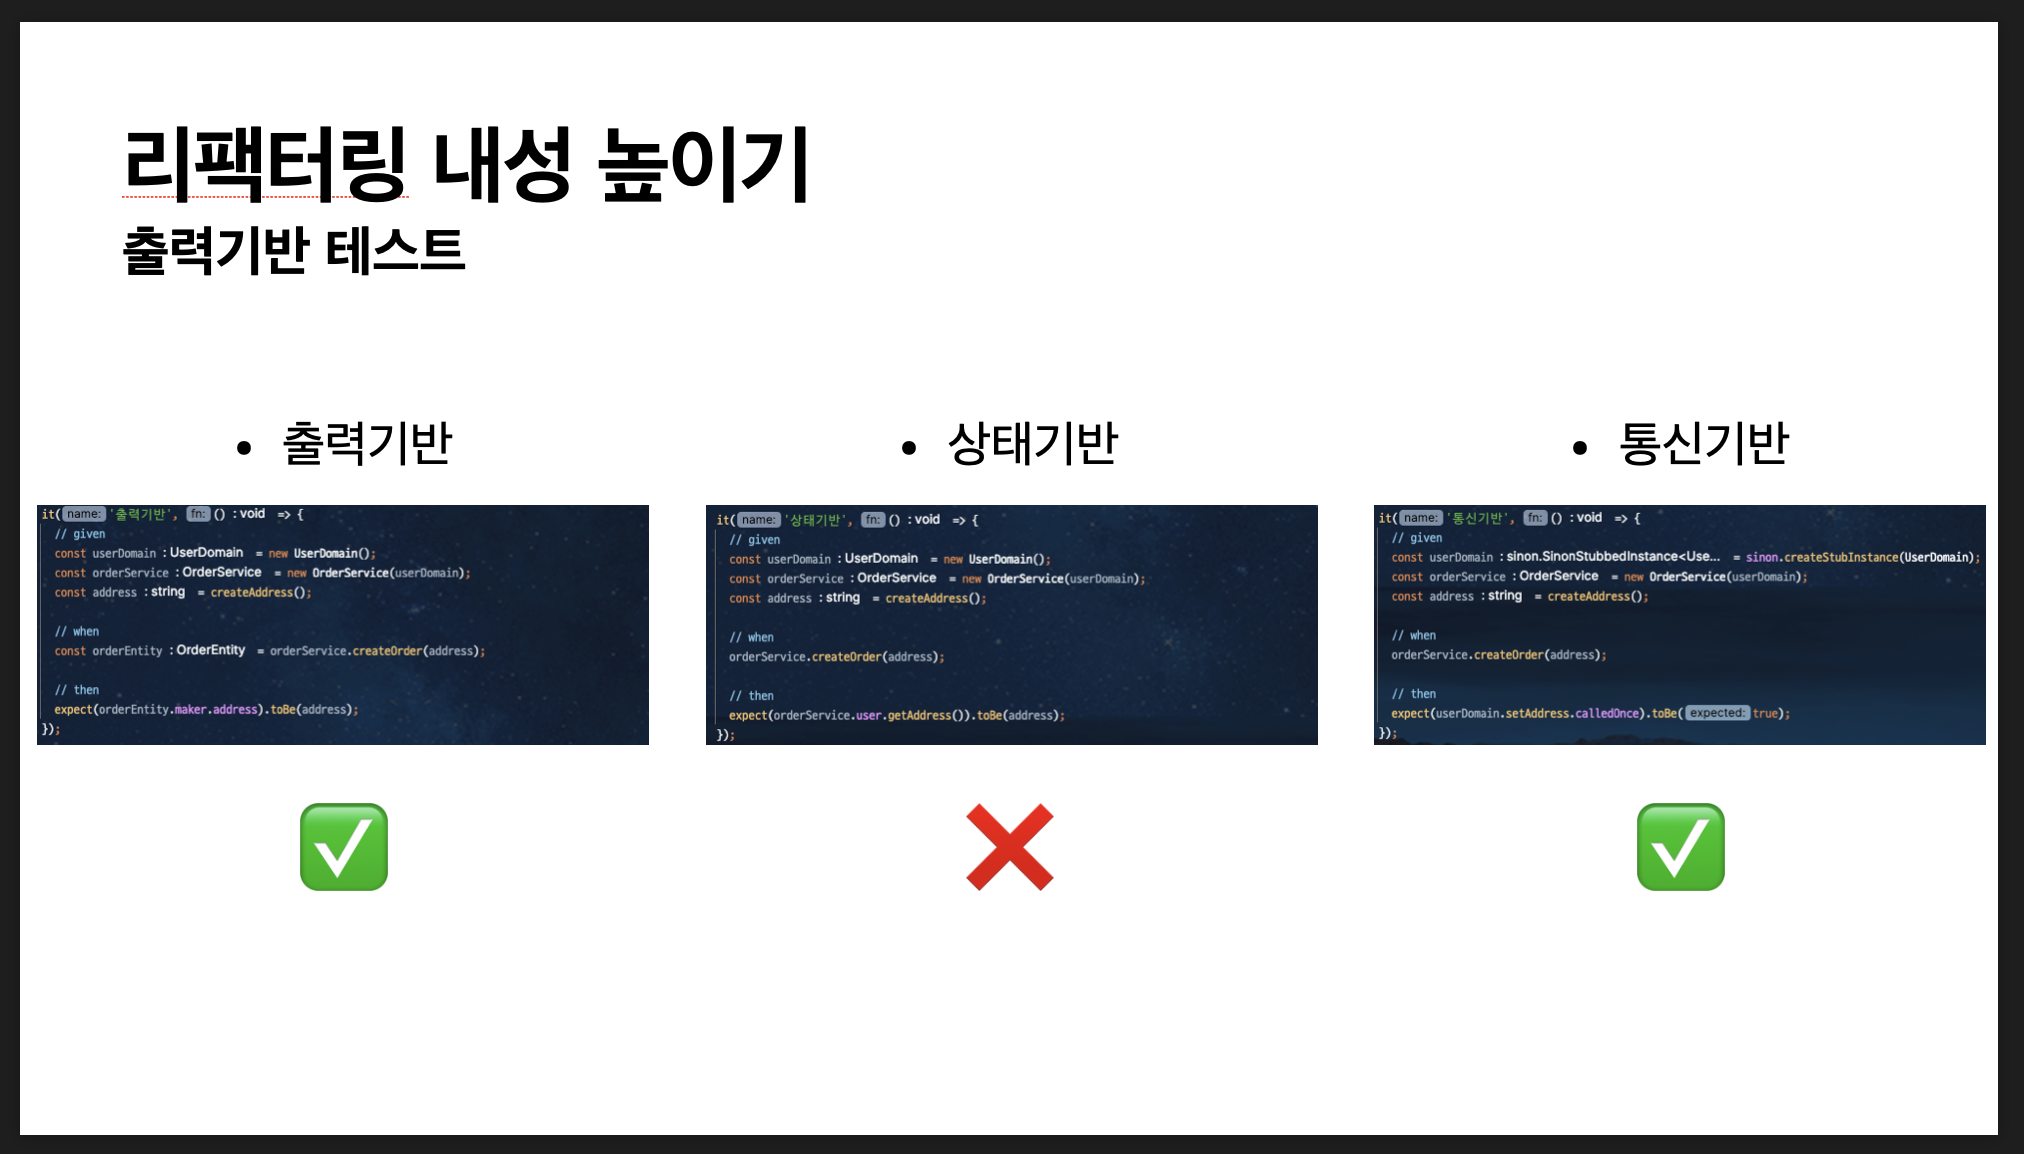 리팩터링 내성 높이기
출력기반 테스트
• 출력기반
it( name: '출력기반', fn: () : void => {
// given
const userDomain : UserDomain = new UserDomain();
const orderService : OrderService = new OrderService(userDomain);
const address : string = createAddress();
// when
const orderEntity : OrderEntity = orderService.createOrder(address);
// then
expect(orderEntity.maker.address).toBe(address);
});
• 상태기반
it( name: '상태기반', fn: () : void => {
// given
const userDomain : UserDomain = new UserDomain();
const orderService : OrderService = new OrderService(userDomain);
const address : string = createAddress();
// when
orderService.createOrder(address);
// then
expect(orderService.user.getAddress()).toBe(address);
});
• 통신기반
it( name: '통신기반', fn: () : void => {
// given
const userDomain : sinon.SinonStubbedInstance<Use... = sinon.createStubInstance(UserDomain);
const orderService : OrderService = new OrderService(userDomain);
const address : string = createAddress();
// when
orderService.createOrder(address);
// then
expect(userDomain.setAddress.calledOnce).toBe( expected: true);
});